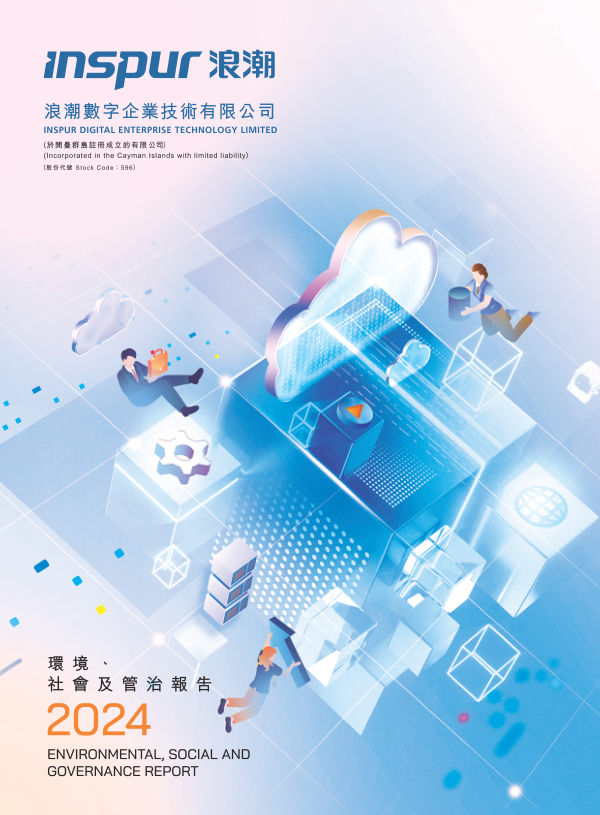 inspur 浪潮
浪潮數字企業技術有限公司
INSPUR DIGITAL ENTERPRISE TECHNOLOGY LIMITED
(於開曼群島註冊成立的有限公司)
(Incorporated in the Cayman Islands with limited liability)
(股份代號 Stock Code：596)
環境、
社會及管治報告
2024
ENVIRONMENTAL, SOCIAL AND
GOVERNANCE REPORT